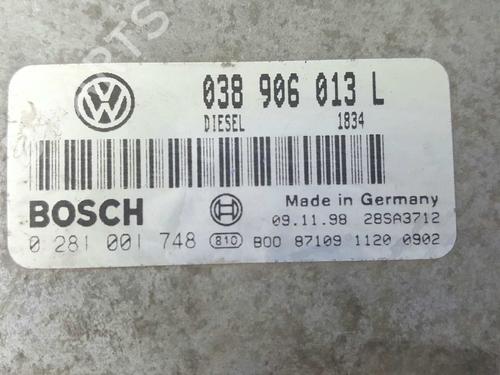 038 906 013 L
DIESEL 1834
BOSCH Made in Germany
09.11.98 28SA3712
0 281 001 748 810 B00 87109 1120 0902